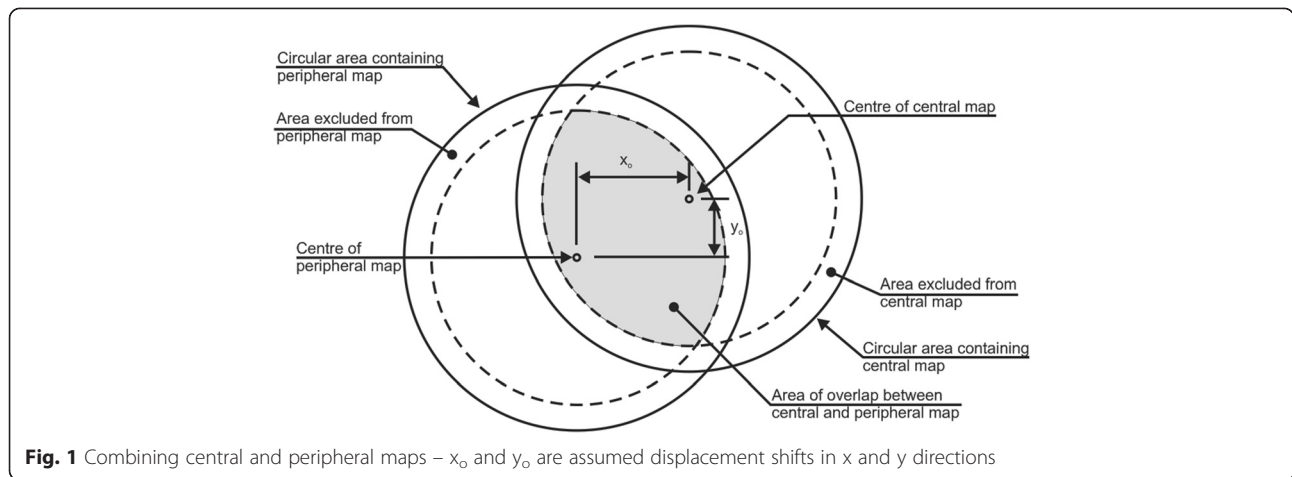 Circular area containing
peripheral map
Area excluded from
peripheral map
Centre of
peripheral map
xₒ
yₒ
Centre of central map
Area excluded from
central map
Circular area containing
central map
Area of overlap between
central and peripheral map
Fig. 1 Combining central and peripheral maps – xₒ and yₒ are assumed displacement shifts in x and y directions